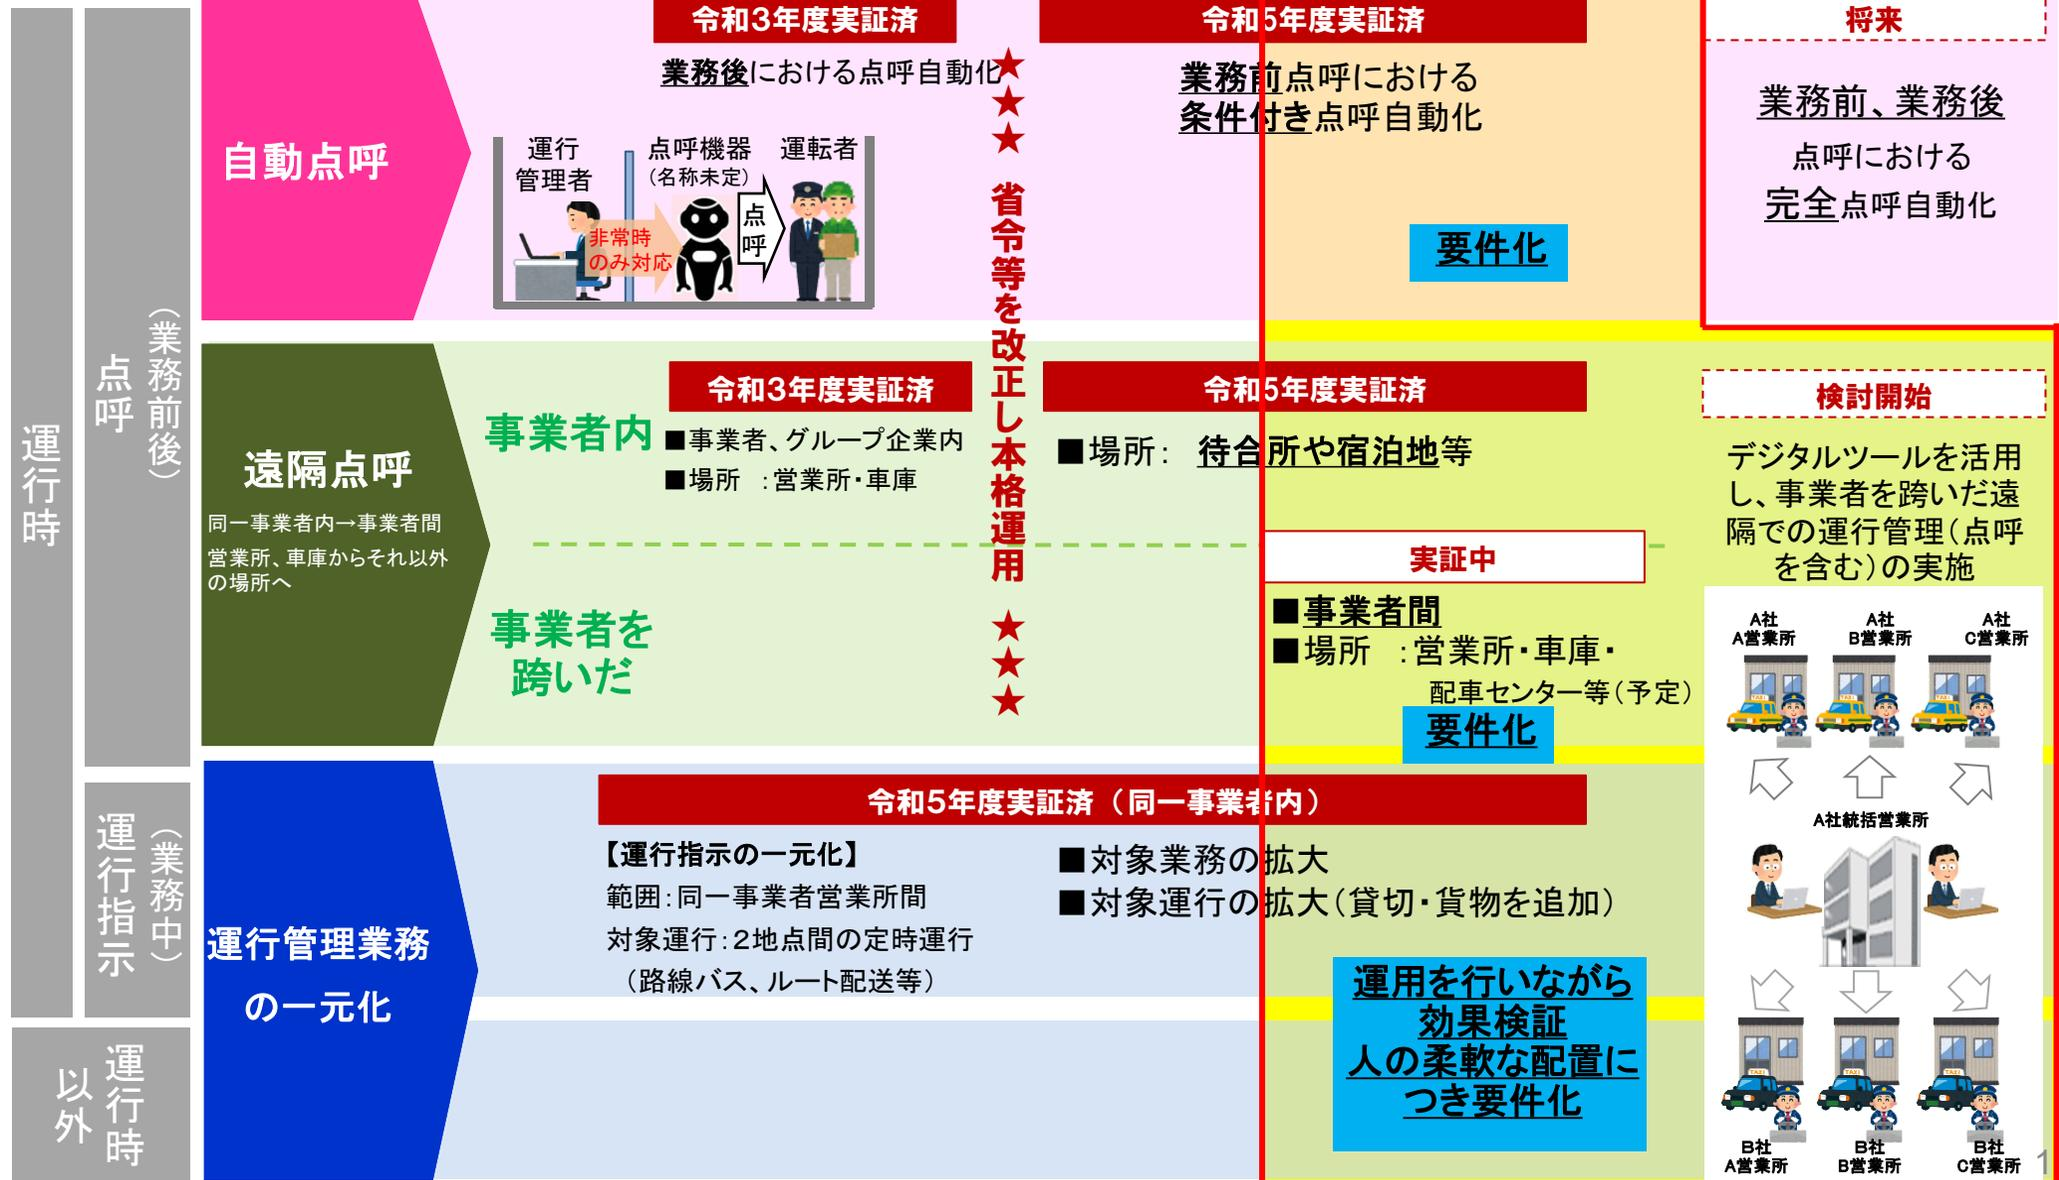 運行時
点呼
（業務前後）
運行指示
（業務中）
運行時
以外
自動点呼
令和3年度実証済
業務後における点呼自動化
運行
管理者
点呼機器
（名称未定）
運転者
非常時
のみ対応
点
呼
★★★ 省令等を改正し本格運用 ★★★
令和5年度実証済
業務前点呼における
条件付き点呼自動化
要件化
将来
業務前、業務後
点呼における
完全点呼自動化
遠隔点呼
同一事業者内→事業者間
営業所、車庫からそれ以外
の場所へ
事業者内
令和3年度実証済
■事業者、グループ企業内
■場所　：営業所・車庫
令和5年度実証済
■場所： 待合所や宿泊地等
事業者を
跨いだ
実証中
■事業者間
■場所　：営業所・車庫・
配車センター等（予定）
要件化
検討開始
デジタルツールを活用
し、事業者を跨いだ遠
隔での運行管理（点呼
を含む）の実施
A社
A営業所
A社
B営業所
A社
C営業所
A社統括営業所
B社
A営業所
B社
B営業所
B社
C営業所
運行管理業務
の一元化
令和5年度実証済（同一事業者内）
【運行指示の一元化】
範囲：同一事業者営業所間
対象運行：2地点間の定時運行
（路線バス、ルート配送等）
■対象業務の拡大
■対象運行の拡大（貸切・貨物を追加）
運用を行いながら
効果検証
人の柔軟な配置に
つき要件化
1